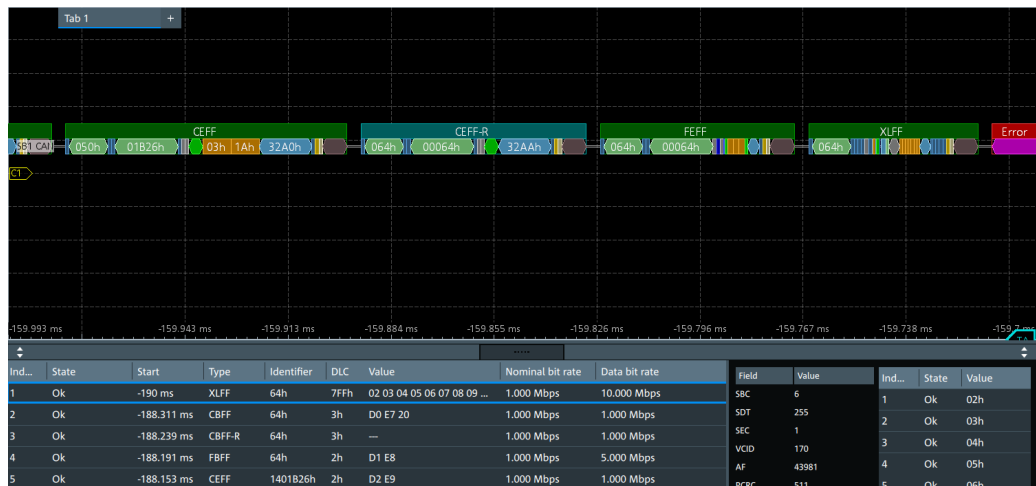 Tab 1 +
CEFF CEFF-R FEFF XLFF Error
SB1 CAN 050h 01B26h 03h 1Ah 32A0h 064h 00064h 32AAh 064h 00064h 064h
C1
-159.993 ms -159.943 ms -159.913 ms -159.884 ms -159.855 ms -159.826 ms -159.796 ms -159.767 ms -159.738 ms
Ind... State Start Type Identifier DLC Value Nominal bit rate Data bit rate
1 Ok -190 ms XLFF 64h 7FFh 02 03 04 05 06 07 08 09 ... 1.000 Mbps 10.000 Mbps
2 Ok -188.311 ms CBFF 64h 3h D0 E7 20 1.000 Mbps 1.000 Mbps
3 Ok -188.239 ms CBFF-R 64h 3h — 1.000 Mbps 1.000 Mbps
4 Ok -188.191 ms FBFF 64h 2h D1 E8 1.000 Mbps 5.000 Mbps
5 Ok -188.153 ms CEFF 1401B26h 2h D2 E9 1.000 Mbps 1.000 Mbps
Field Value
SBC 6
SDT 255
SEC 1
VCID 170
AF 43981
PCRC 511
Ind... State Value
1 Ok 02h
2 Ok 03h
3 Ok 04h
4 Ok 05h
5 Ok 06h